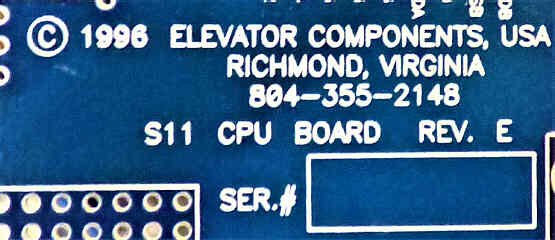 © 1996 ELEVATOR COMPONENTS, USA
RICHMOND, VIRGINIA
804-355-2148
S11 CPU BOARD REV. E
SER.#